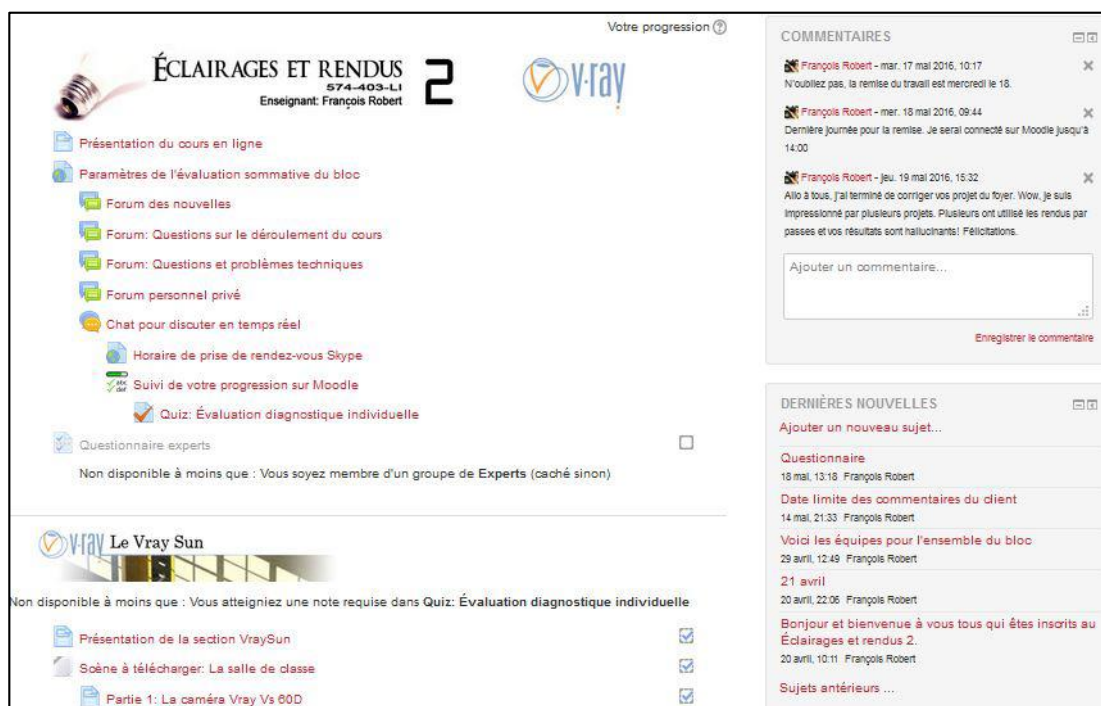 Votre progression
ÉCLAIRAGES ET RENDUS 2
574-403-LI
Enseignant: François Robert
v·ray
Présentation du cours en ligne
Paramètres de l'évaluation sommative du bloc
Forum des nouvelles
Forum: Questions sur le déroulement du cours
Forum: Questions et problèmes techniques
Forum personnel privé
Chat pour discuter en temps réel
Horaire de prise de rendez-vous Skype
Suivi de votre progression sur Moodle
Quiz: Évaluation diagnostique individuelle
Questionnaire experts
Non disponible à moins que : Vous soyez membre d'un groupe de Experts (caché sinon)
v·ray Le Vray Sun
Non disponible à moins que : Vous atteigniez une note requise dans Quiz: Évaluation diagnostique individuelle
Présentation de la section VraySun
Scène à télécharger: La salle de classe
Partie 1: La caméra Vray Vs 60D
COMMENTAIRES
François Robert - mar. 17 mai 2016, 10:17
N'oubliez pas, la remise du travail est mercredi le 18.
François Robert - mer. 18 mai 2016, 09:44
Dernière journée pour la remise. Je serai connecté sur Moodle jusqu'à
14:00
François Robert - jeu. 19 mai 2016, 15:32
Allo à tous, j'ai terminé de corriger vos projet du foyer. Wow, je suis
impressionné par plusieurs projets. Plusieurs ont utilisé les rendus par
passes et vos résultats sont hallucinants! Félicitations.
Ajouter un commentaire...
Enregistrer le commentaire
DERNIÈRES NOUVELLES
Ajouter un nouveau sujet...
Questionnaire
18 mai, 13:18 François Robert
Date limite des commentaires du client
14 mai, 21:33 François Robert
Voici les équipes pour l'ensemble du bloc
29 avril, 12:49 François Robert
21 avril
20 avril, 22:06 François Robert
Bonjour et bienvenue à vous tous qui êtes inscrits au
Éclairages et rendus 2.
20 avril, 10:11 François Robert
Sujets antérieurs ...